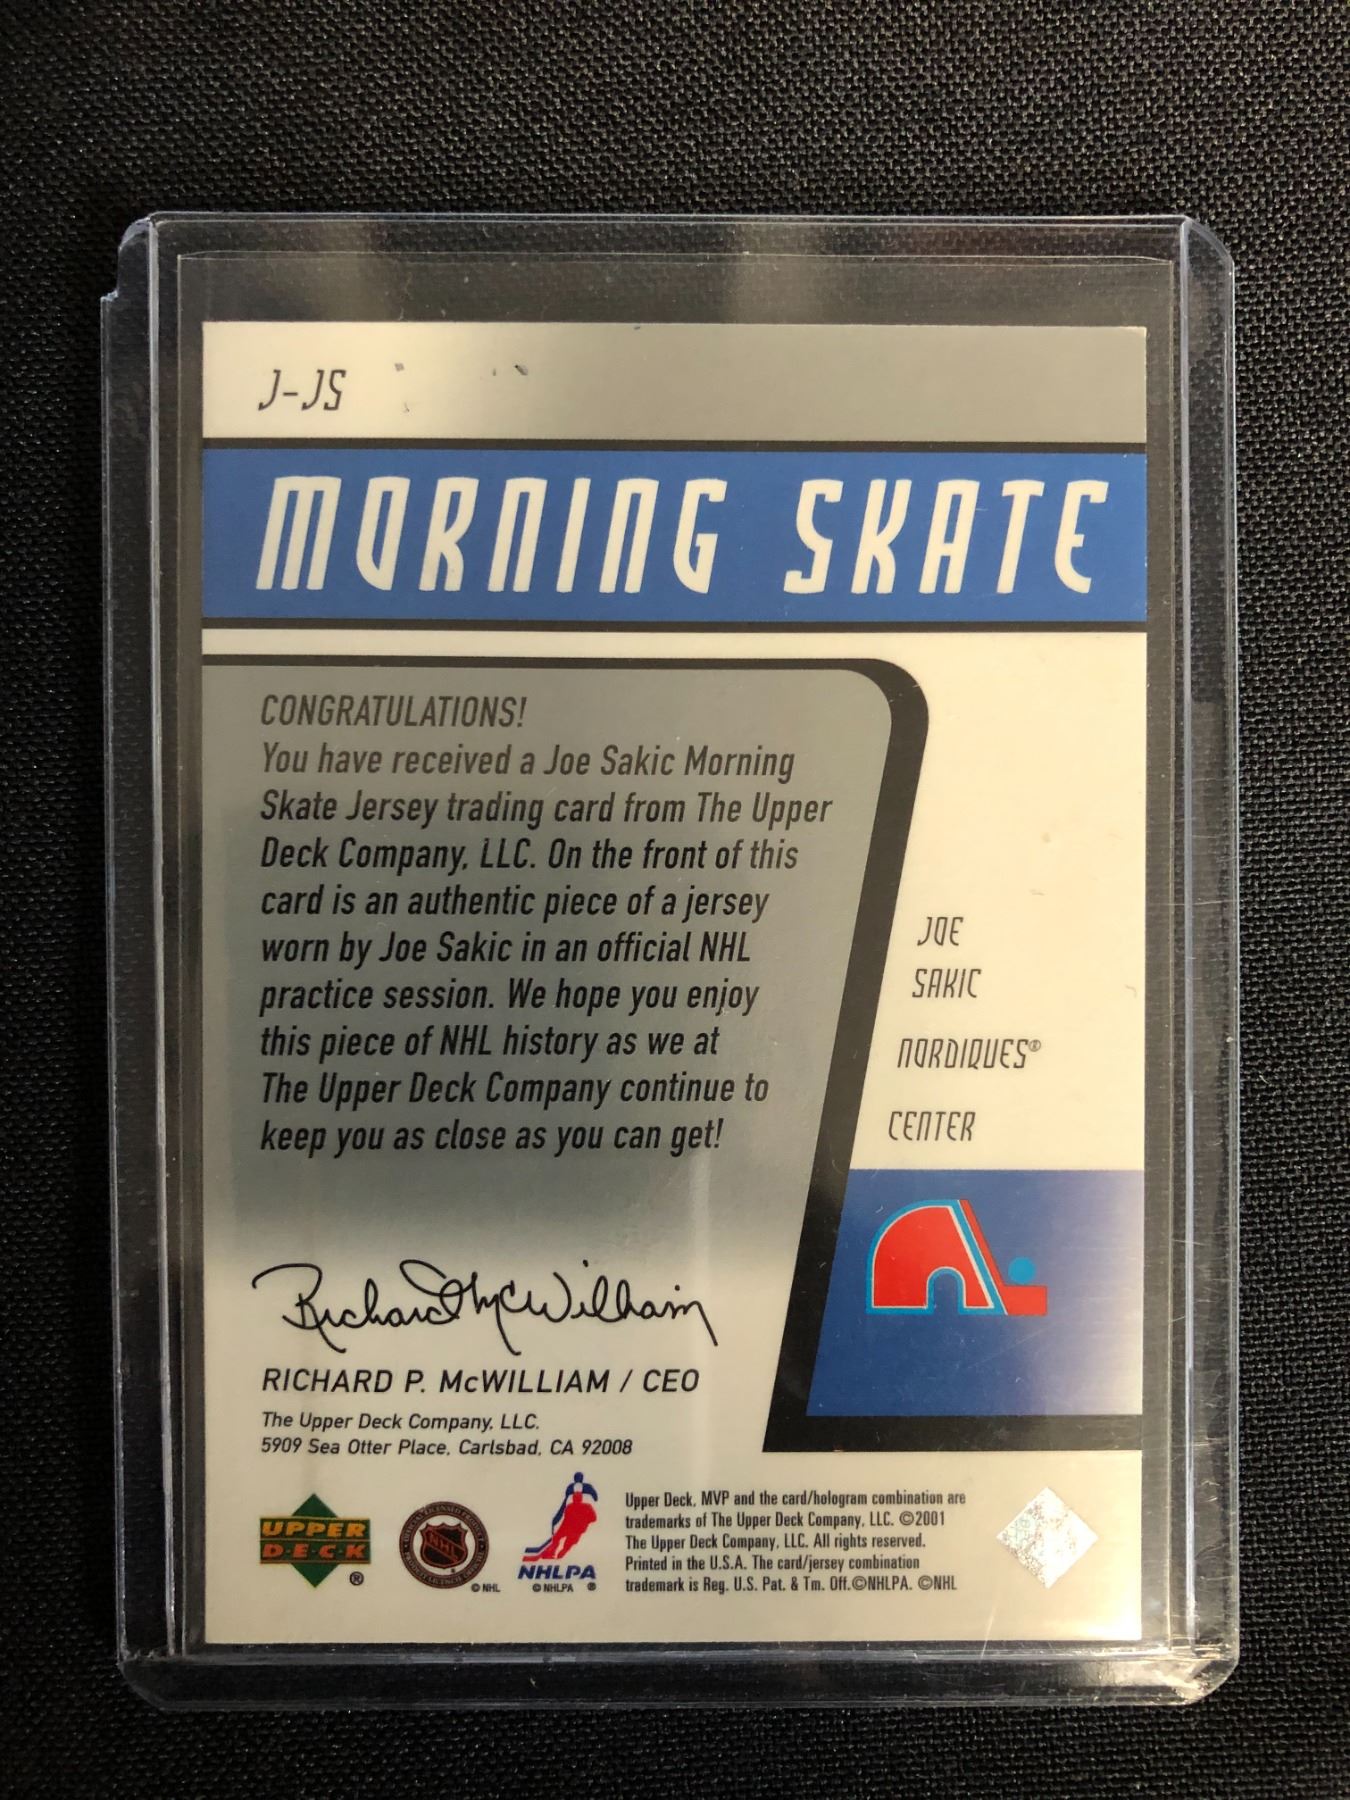 J-JS
MORNING SKATE
CONGRATULATIONS!
You have received a Joe Sakic Morning
Skate Jersey trading card from The Upper
Deck Company, LLC. On the front of this
card is an authentic piece of a jersey
worn by Joe Sakic in an official NHL
practice session. We hope you enjoy
this piece of NHL history as we at
The Upper Deck Company continue to
keep you as close as you can get!
JOE
SAKIC
NORDIQUES®
CENTER
Richard McWilliam
RICHARD P. McWILLIAM / CEO
The Upper Deck Company, LLC.
5909 Sea Otter Place, Carlsbad, CA 92008
UPPER
D·E·C·K
®
NHL
© NHL
NHLPA
© NHLPA ®
Upper Deck, MVP and the card/hologram combination are
trademarks of The Upper Deck Company, LLC. ©2001
The Upper Deck Company, LLC. All rights reserved.
Printed in the U.S.A. The card/jersey combination
trademark is Reg. U.S. Pat. & Tm. Off.©NHLPA. ©NHL